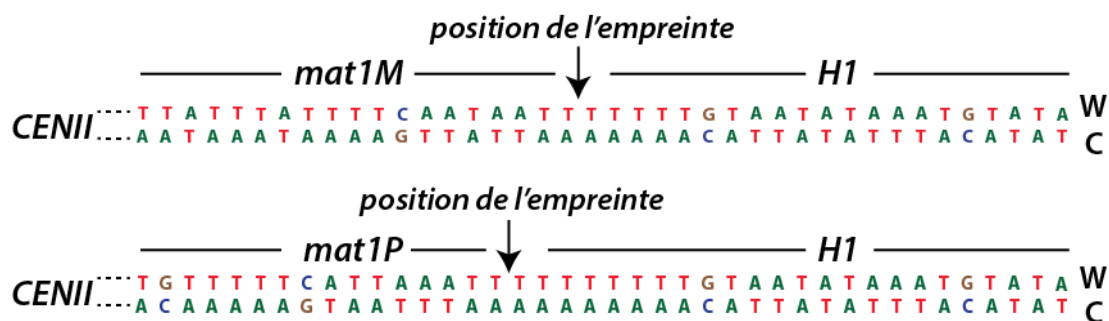 position de l'empreinte
mat1M H1
T T A T T T A T T T T C A A T A A T T T T T T T G T A A T A T A A A T G T A T A W
CENII
A A T A A A T A A A A G T T A T T A A A A A A A C A T T A T A T T T A C A T A T C
position de l'empreinte
mat1P H1
T G T T T T T C A T T A A A T T T T T T T T T T G T A A T A T A A A T G T A T A W
CENII
A C A A A A A G T A A T T T A A A A A A A A A A C A T T A T A T T T A C A T A T C